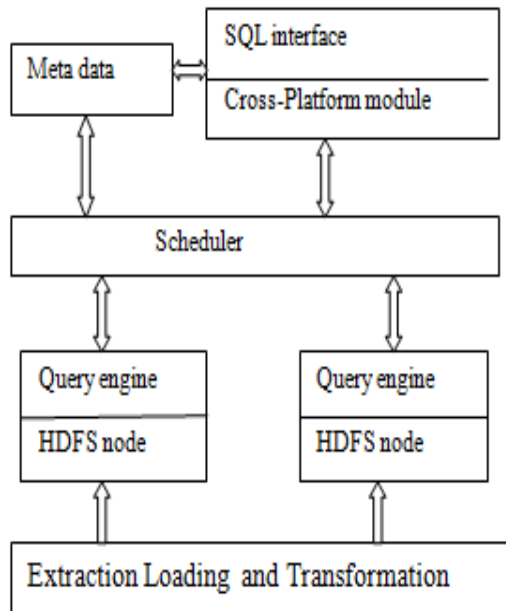 SQL interface
Meta data
Cross-Platform module
Scheduler
Query engine
HDFS node
Query engine
HDFS node
Extraction Loading and Transformation